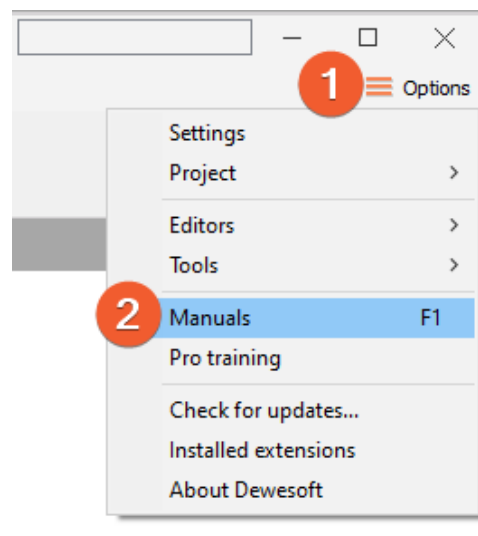 1 Options
Settings
Project
Editors
Tools
2 Manuals F1
Pro training
Check for updates...
Installed extensions
About Dewesoft